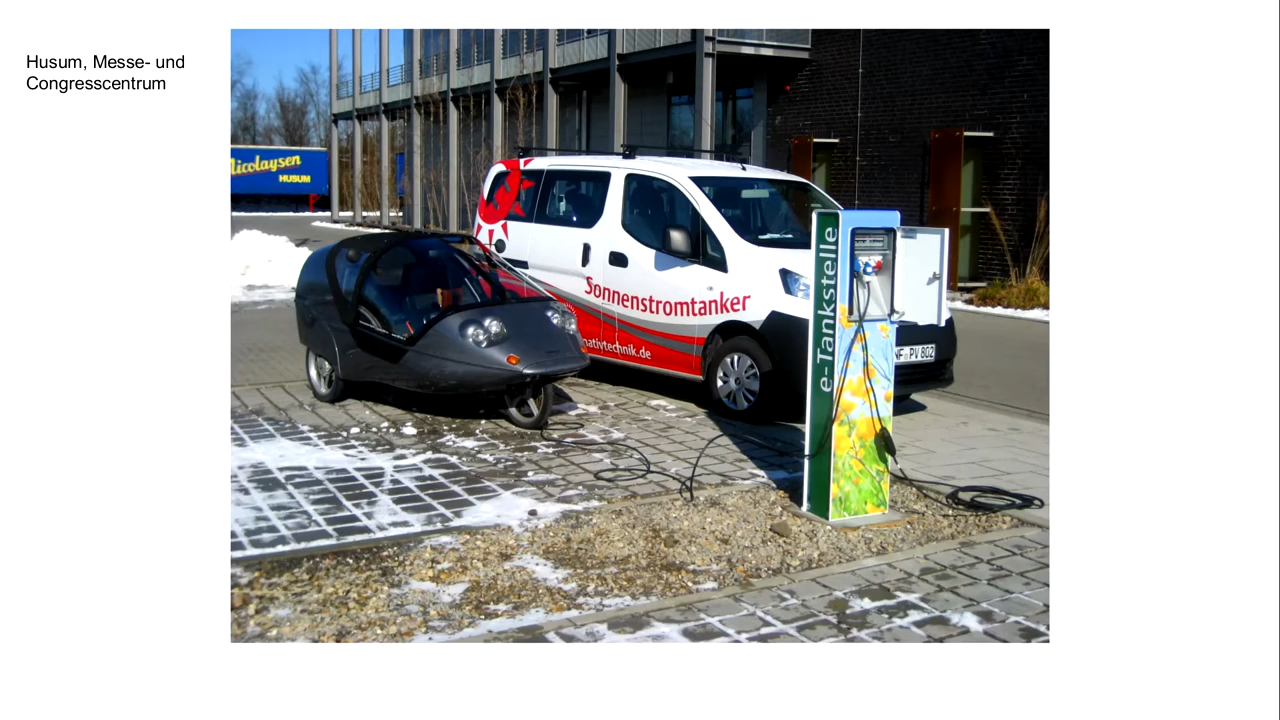 Husum, Messe- und
Congresscentrum
Nicolaysen
HUSUM
Sonnenstromtanker
nativtechnik.de
e-Tankstelle
NF PV 802